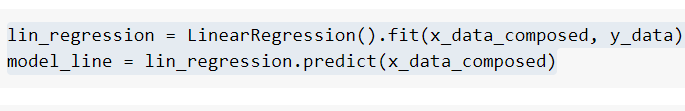 lin_regression = LinearRegression().fit(x_data_composed, y_data)
model_line = lin_regression.predict(x_data_composed)